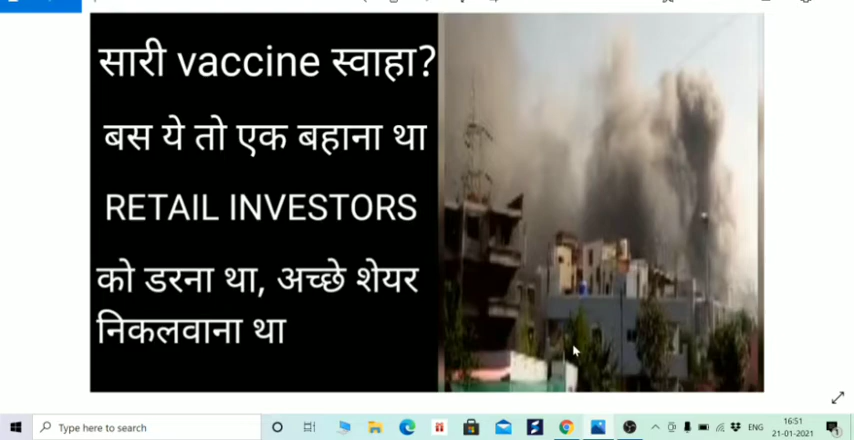 सारी vaccine स्वाहा?
बस ये तो एक बहाना था
RETAIL INVESTORS
को डरना था, अच्छे शेयर
निकलवाना था
Type here to search
ENG
16:51
21-01-2021